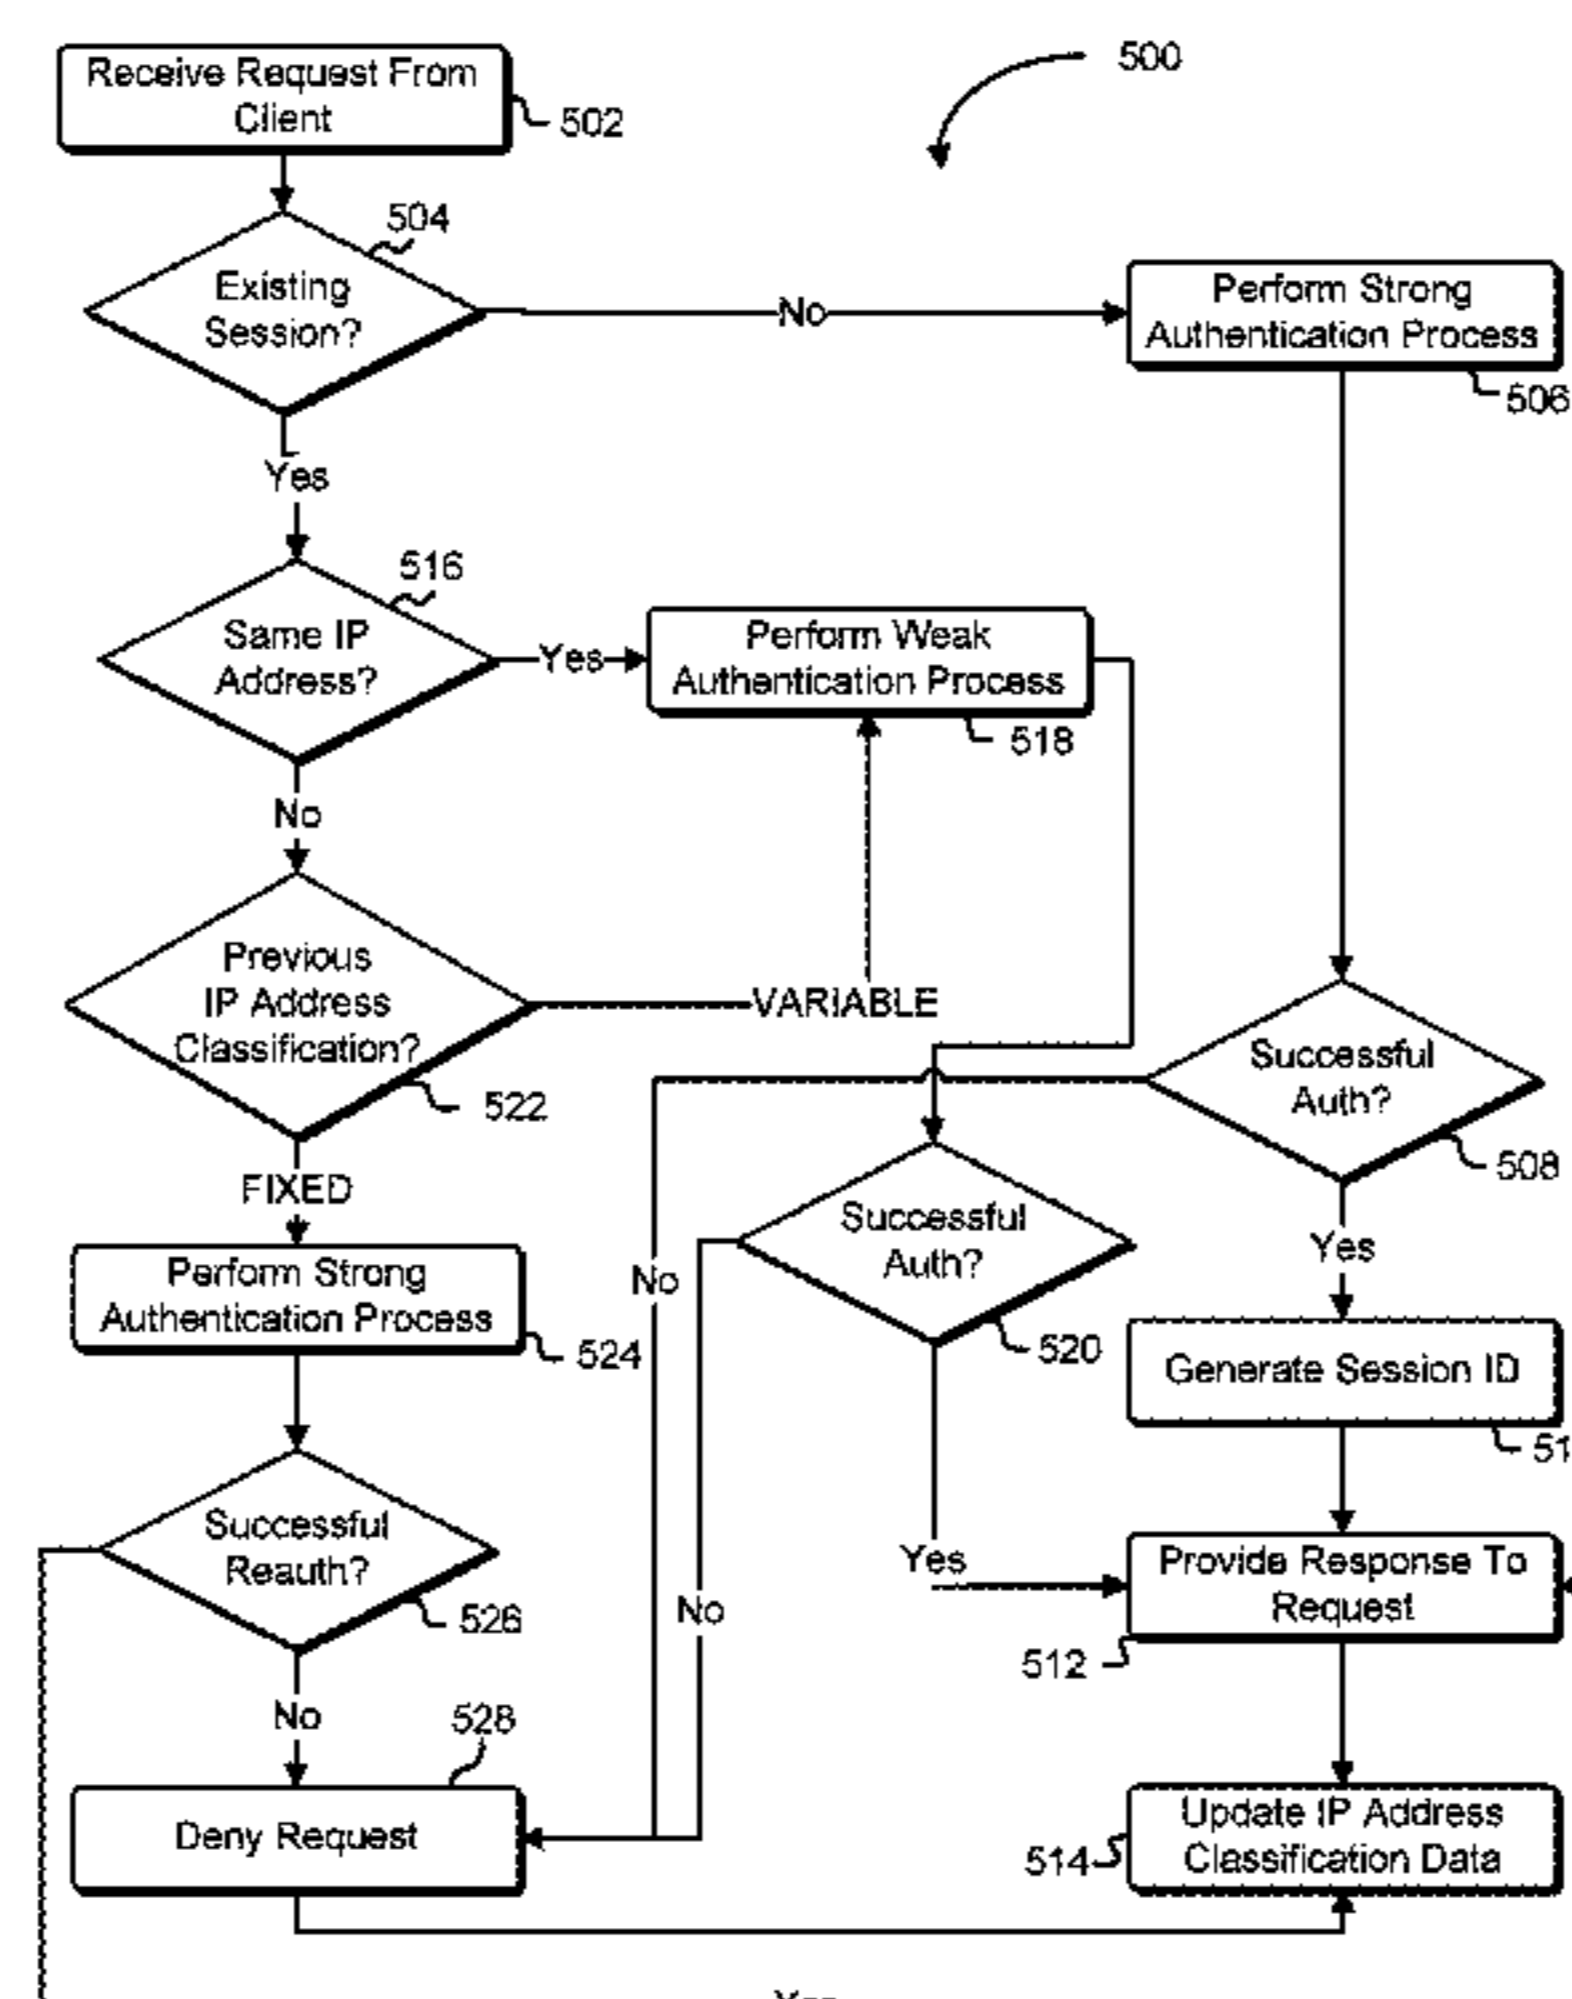 Receive Request From
Client
502
500
504
Existing
Session?
No
Perform Strong
Authentication Process
506
Yes
516
Same IP
Address?
Yes
Perform Weak
Authentication Process
518
No
Previous
IP Address
Classification?
VARIABLE
522
Successful
Auth?
508
FIXED
Successful
Auth?
520
Yes
No
Perform Strong
Authentication Process
524
Generate Session ID
51
Successful
Reauth?
526
Yes
Provide Response To
Request
512
No
No
528
Deny Request
Update IP Address
Classification Data
514